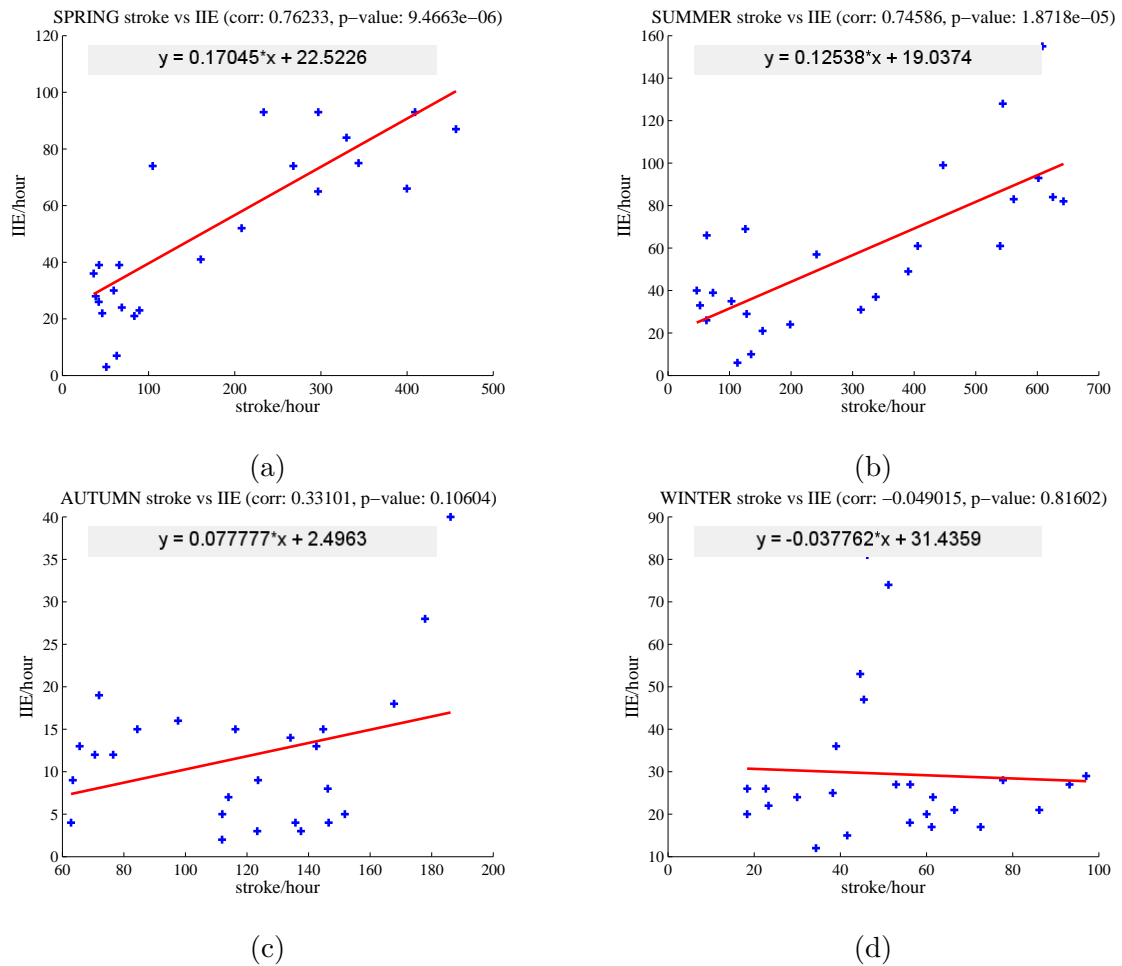 SPRING stroke vs IIE (corr: 0.76233, p−value: 9.4663e−06)
120
100
80
60
40
20
0
IIE/hour
y = 0.17045*x + 22.5226
0 100 200 300 400 500
stroke/hour
(a)
SUMMER stroke vs IIE (corr: 0.74586, p−value: 1.8718e−05)
160
140
120
100
80
60
40
20
0
IIE/hour
y = 0.12538*x + 19.0374
0 100 200 300 400 500 600 700
stroke/hour
(b)
AUTUMN stroke vs IIE (corr: 0.33101, p−value: 0.10604)
40
35
30
25
20
15
10
5
0
IIE/hour
y = 0.077777*x + 2.4963
60 80 100 120 140 160 180 200
stroke/hour
(c)
WINTER stroke vs IIE (corr: −0.049015, p−value: 0.81602)
90
80
70
60
50
40
30
20
10
IIE/hour
y = -0.037762*x + 31.4359
0 20 40 60 80 100
stroke/hour
(d)